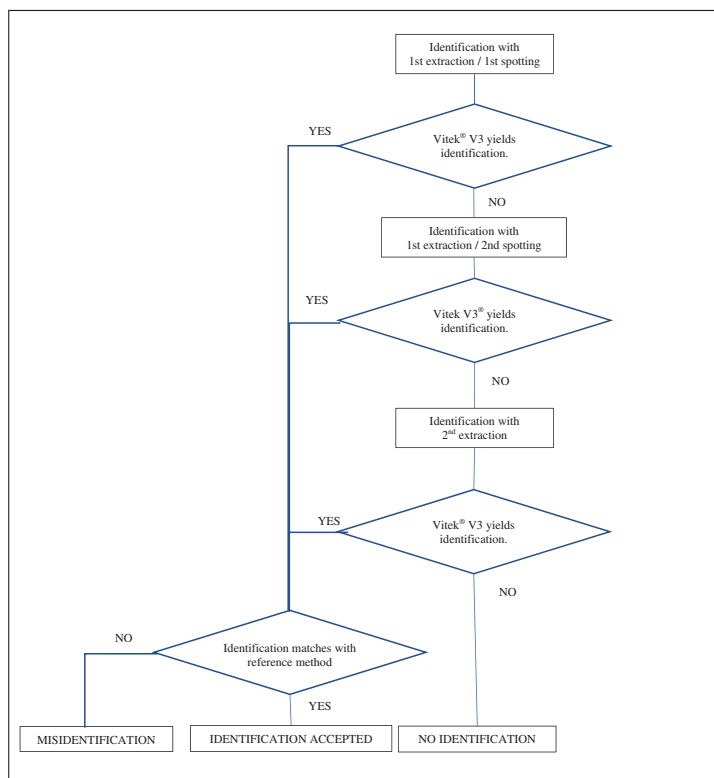 Identification with
1st extraction / 1st spotting
YES
Vitek® V3 yields
identification.
NO
Identification with
1st extraction / 2nd spotting
YES
Vitek V3® yields
identification.
NO
Identification with
2nd extraction
YES
Vitek® V3 yields
identification.
NO
NO
Identification matches with
reference method
YES
MISIDENTIFICATION
IDENTIFICATION ACCEPTED
NO IDENTIFICATION